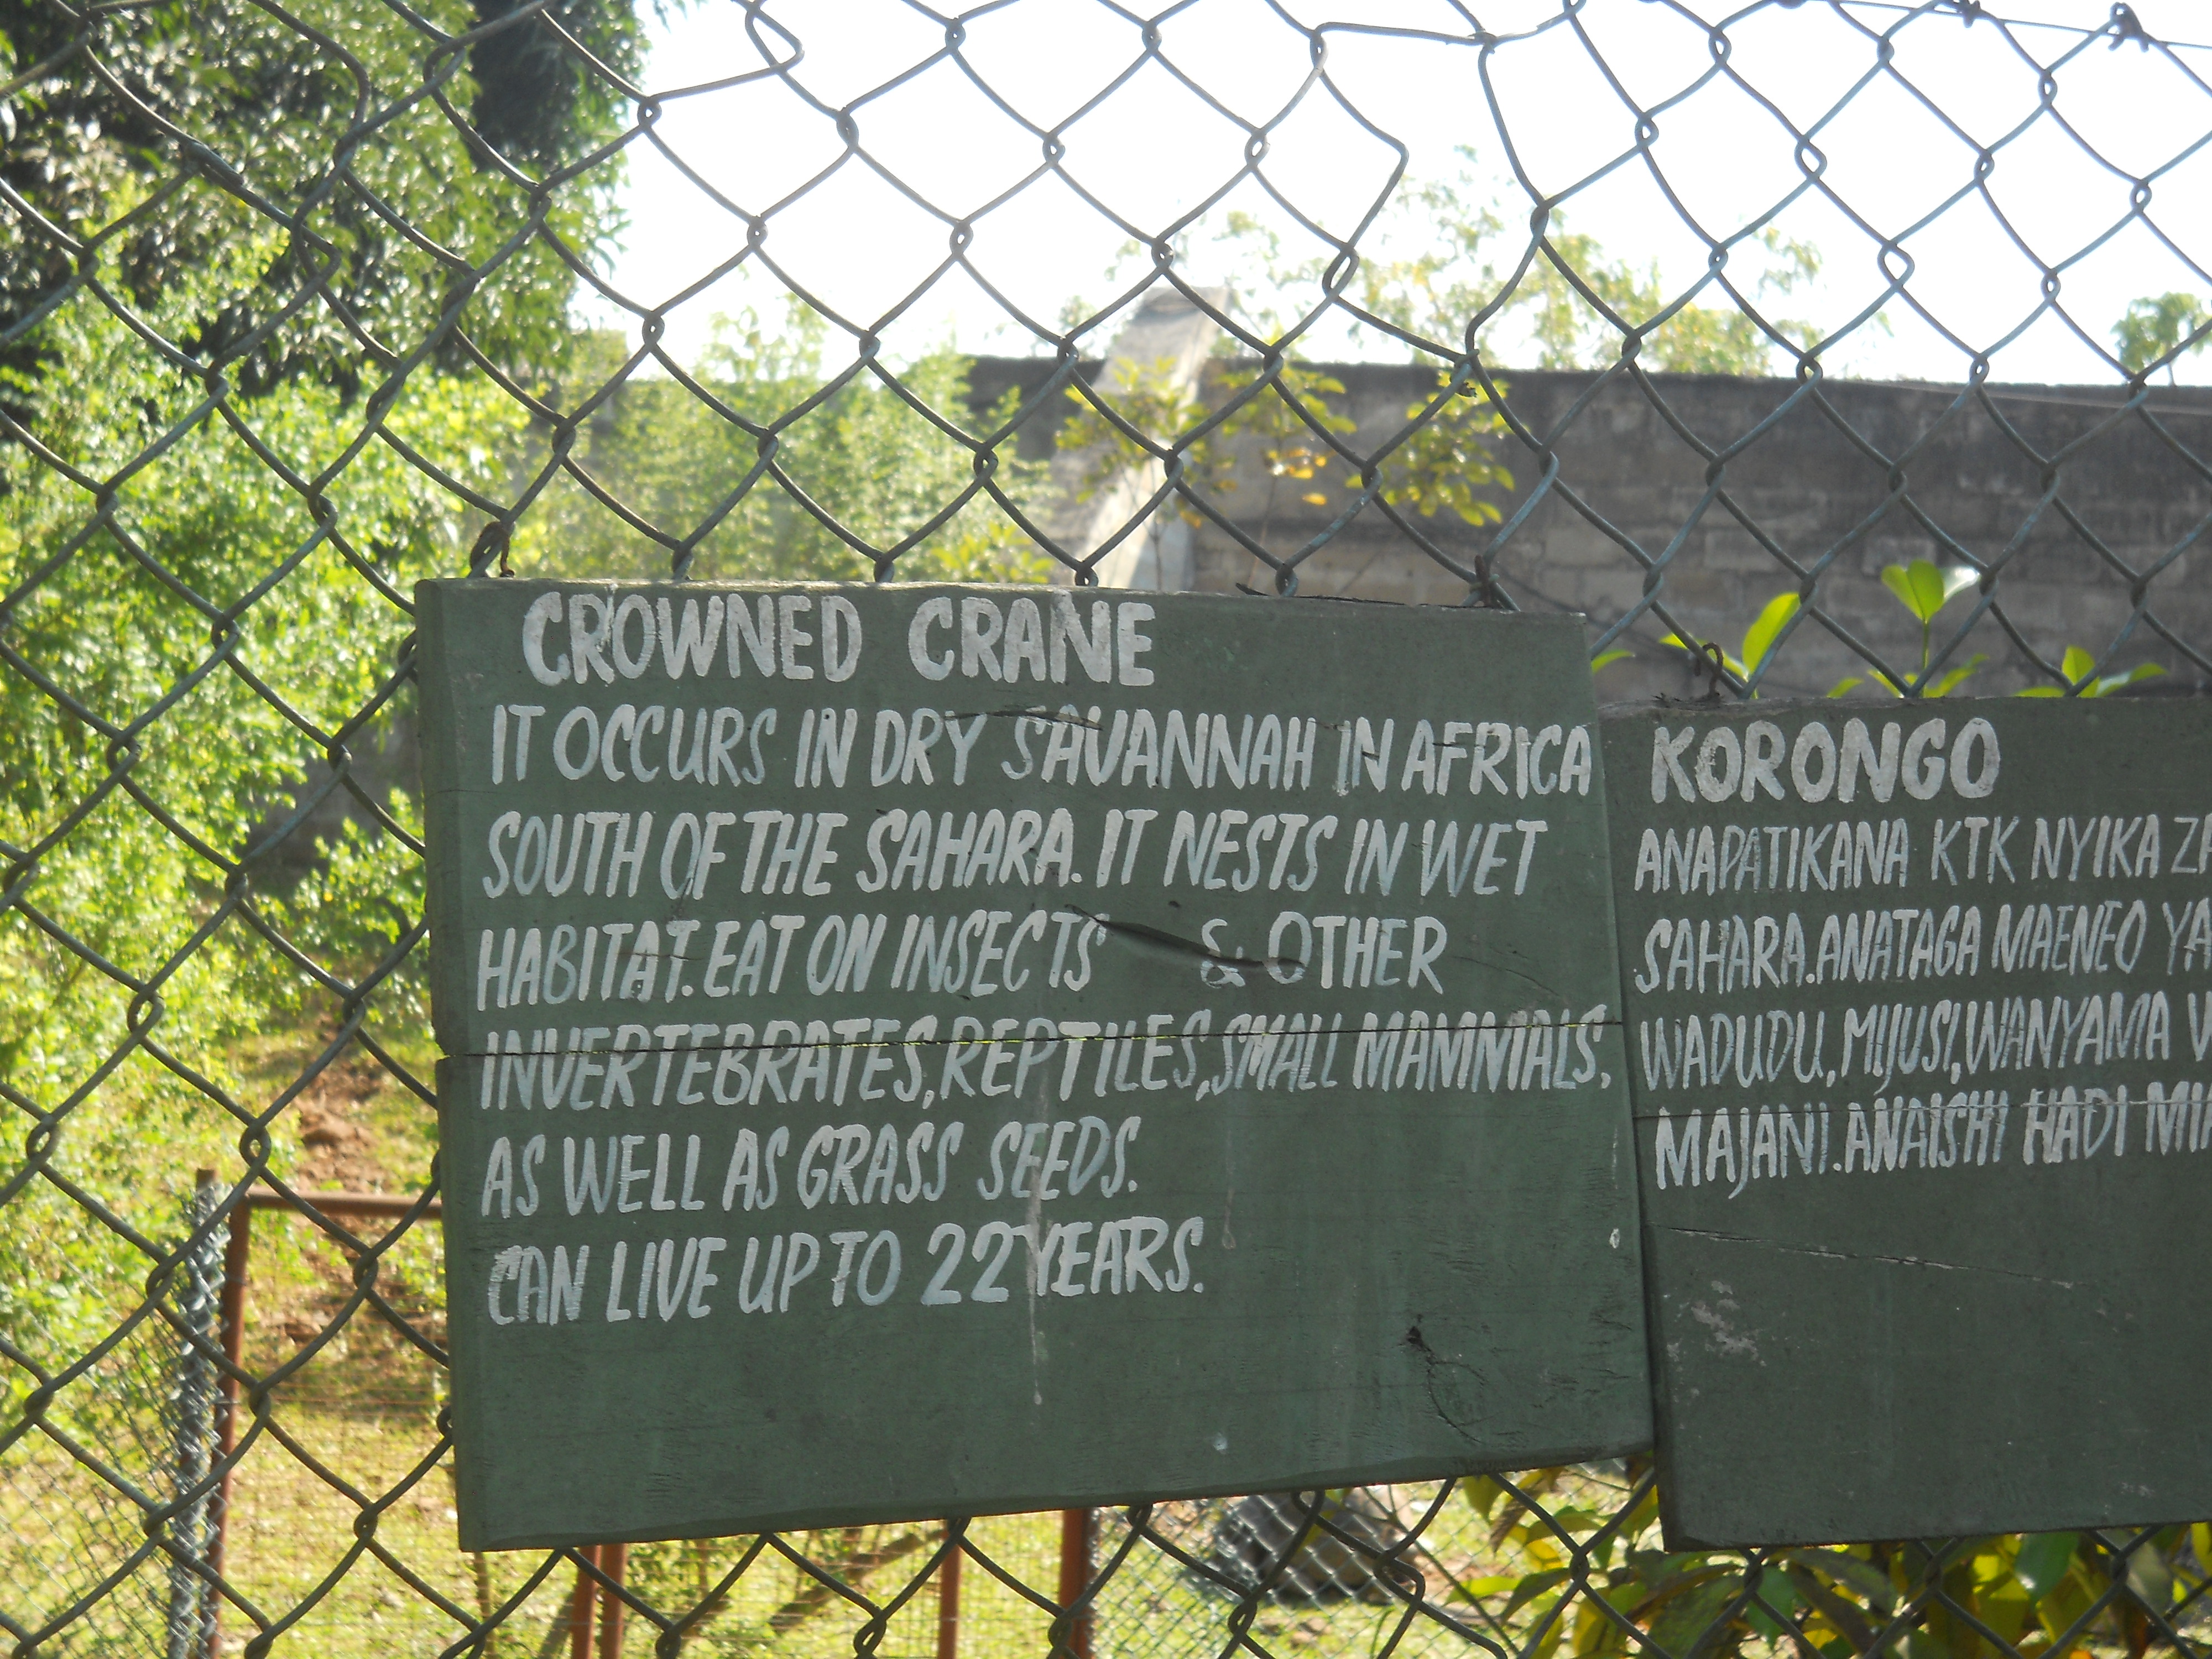 CROWNED CRANE
IT OCCURS IN DRY SAVANNAH IN AFRICA
SOUTH OF THE SAHARA. IT NESTS IN WET
HABITAT. EAT ON INSECTS & OTHER
INVERTEBRATES, REPTILES, SMALL MAMMALS,
AS WELL AS GRASS SEEDS.
CAN LIVE UP TO 22 YEARS.
KORONGO
ANAPATIKANA KTK NYIKA
SAHARA. ANATAGA MAENEO YA
WADUDU, MIJUSI, WANYAMA
MAJANI. ANAISHI HADI